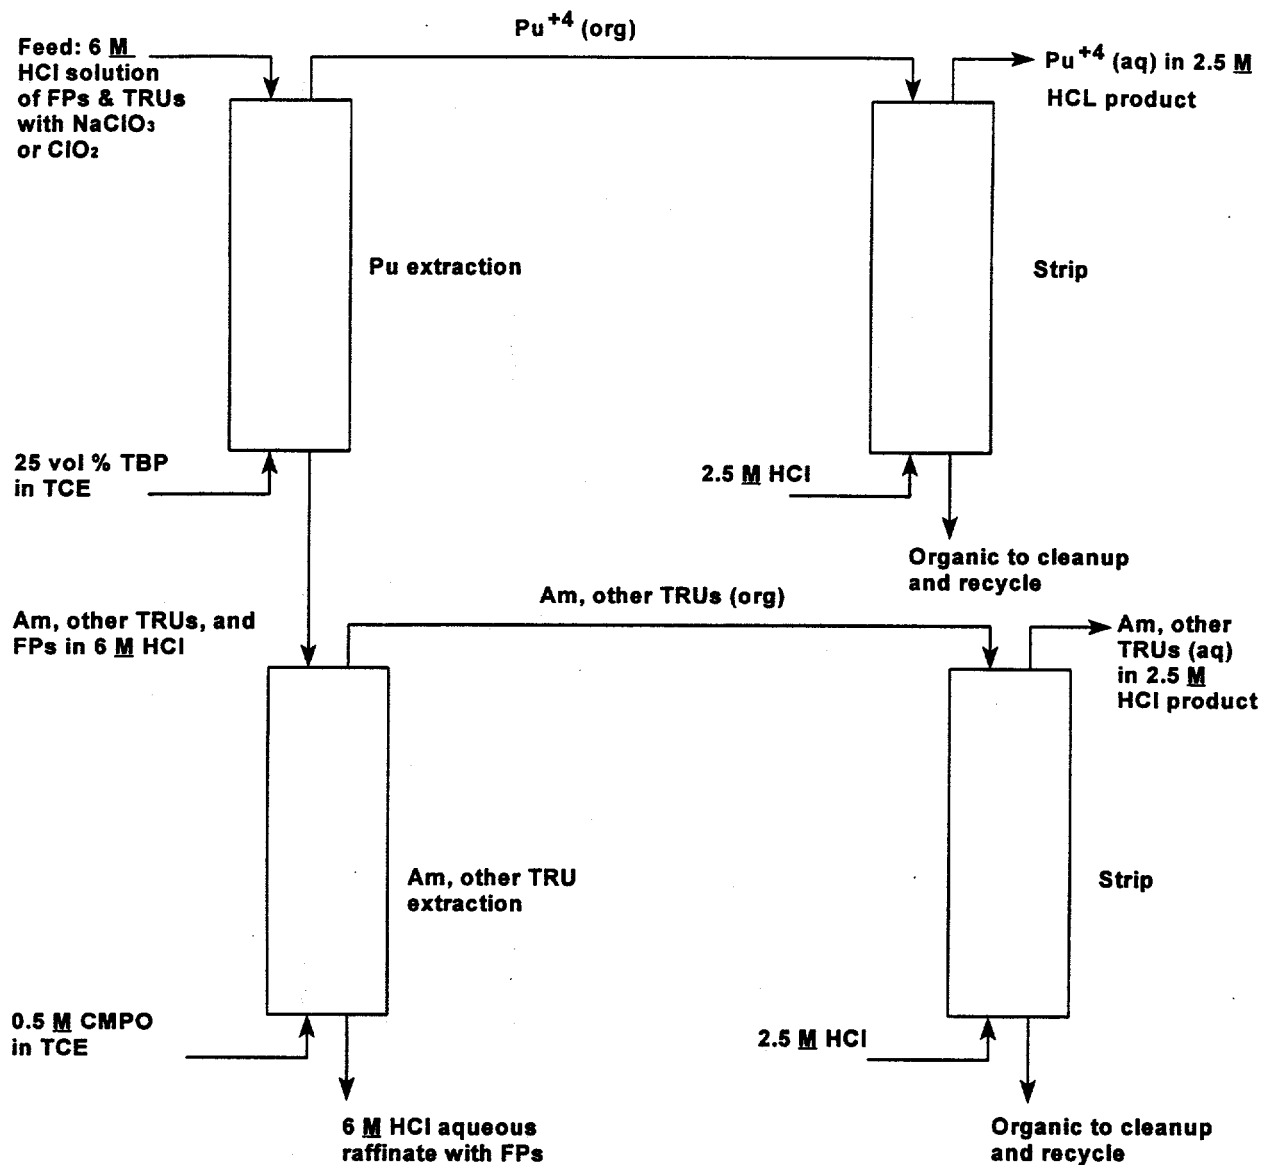 Pu+4 (org)
Feed: 6 M
HCl solution
of FPs & TRUs
with NaClO3
or ClO2
Pu+4 (aq) in 2.5 M
HCL product
Pu extraction
Strip
25 vol % TBP
in TCE
2.5 M HCl
Organic to cleanup
and recycle
Am, other TRUs, and
FPs in 6 M HCl
Am, other TRUs (org)
Am, other
TRUs (aq)
in 2.5 M
HCl product
Am, other TRU
extraction
Strip
0.5 M CMPO
in TCE
2.5 M HCl
6 M HCl aqueous
raffinate with FPs
Organic to cleanup
and recycle